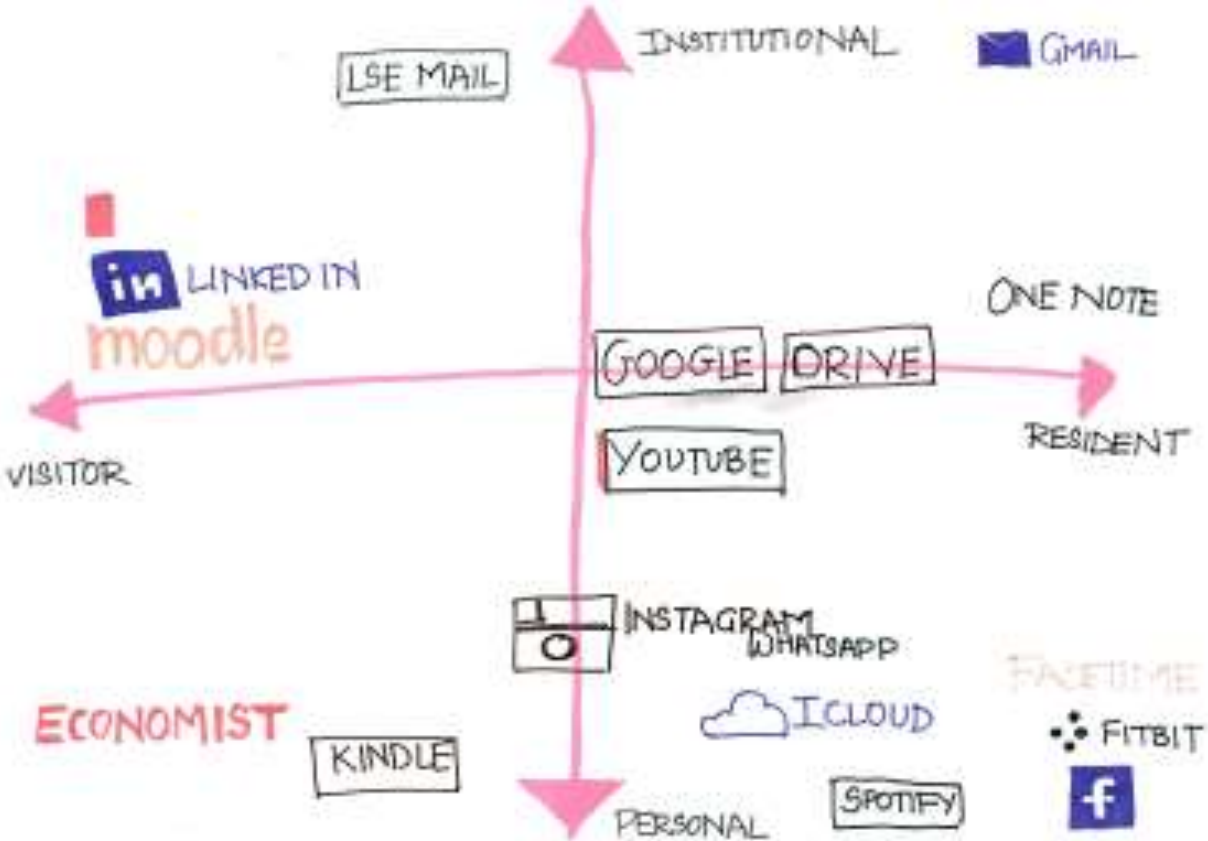 INSTITUTIONAL
GMAIL
LSE MAIL
in LINKED IN
moodle
ONE NOTE
GOOGLE DRIVE
RESIDENT
VISITOR
YOUTUBE
INSTAGRAM
WHATSAPP
FACETIME
ECONOMIST
ICLOUD
FITBIT
KINDLE
f
SPOTIFY
PERSONAL